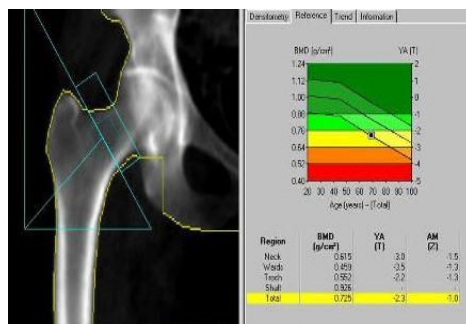 Densitometry Reference Trend Information
BMD (g/cm²) YA (T)
1.24 2
1.12 1
1.00 0
0.88 -1
0.76 -2
0.64 -3
0.52 -4
0.40 -5
20 30 40 50 60 70 80 90 100
Age (years) - (Total)
BMD YA AM
Region (g/cm²) (T) (Z)
Neck 0.615 -3.0 -1.5
Wards 0.459 -3.5 -1.3
Troch 0.552 -2.2 -1.3
Shaft 0.926 - -
Total 0.725 -2.3 -1.0